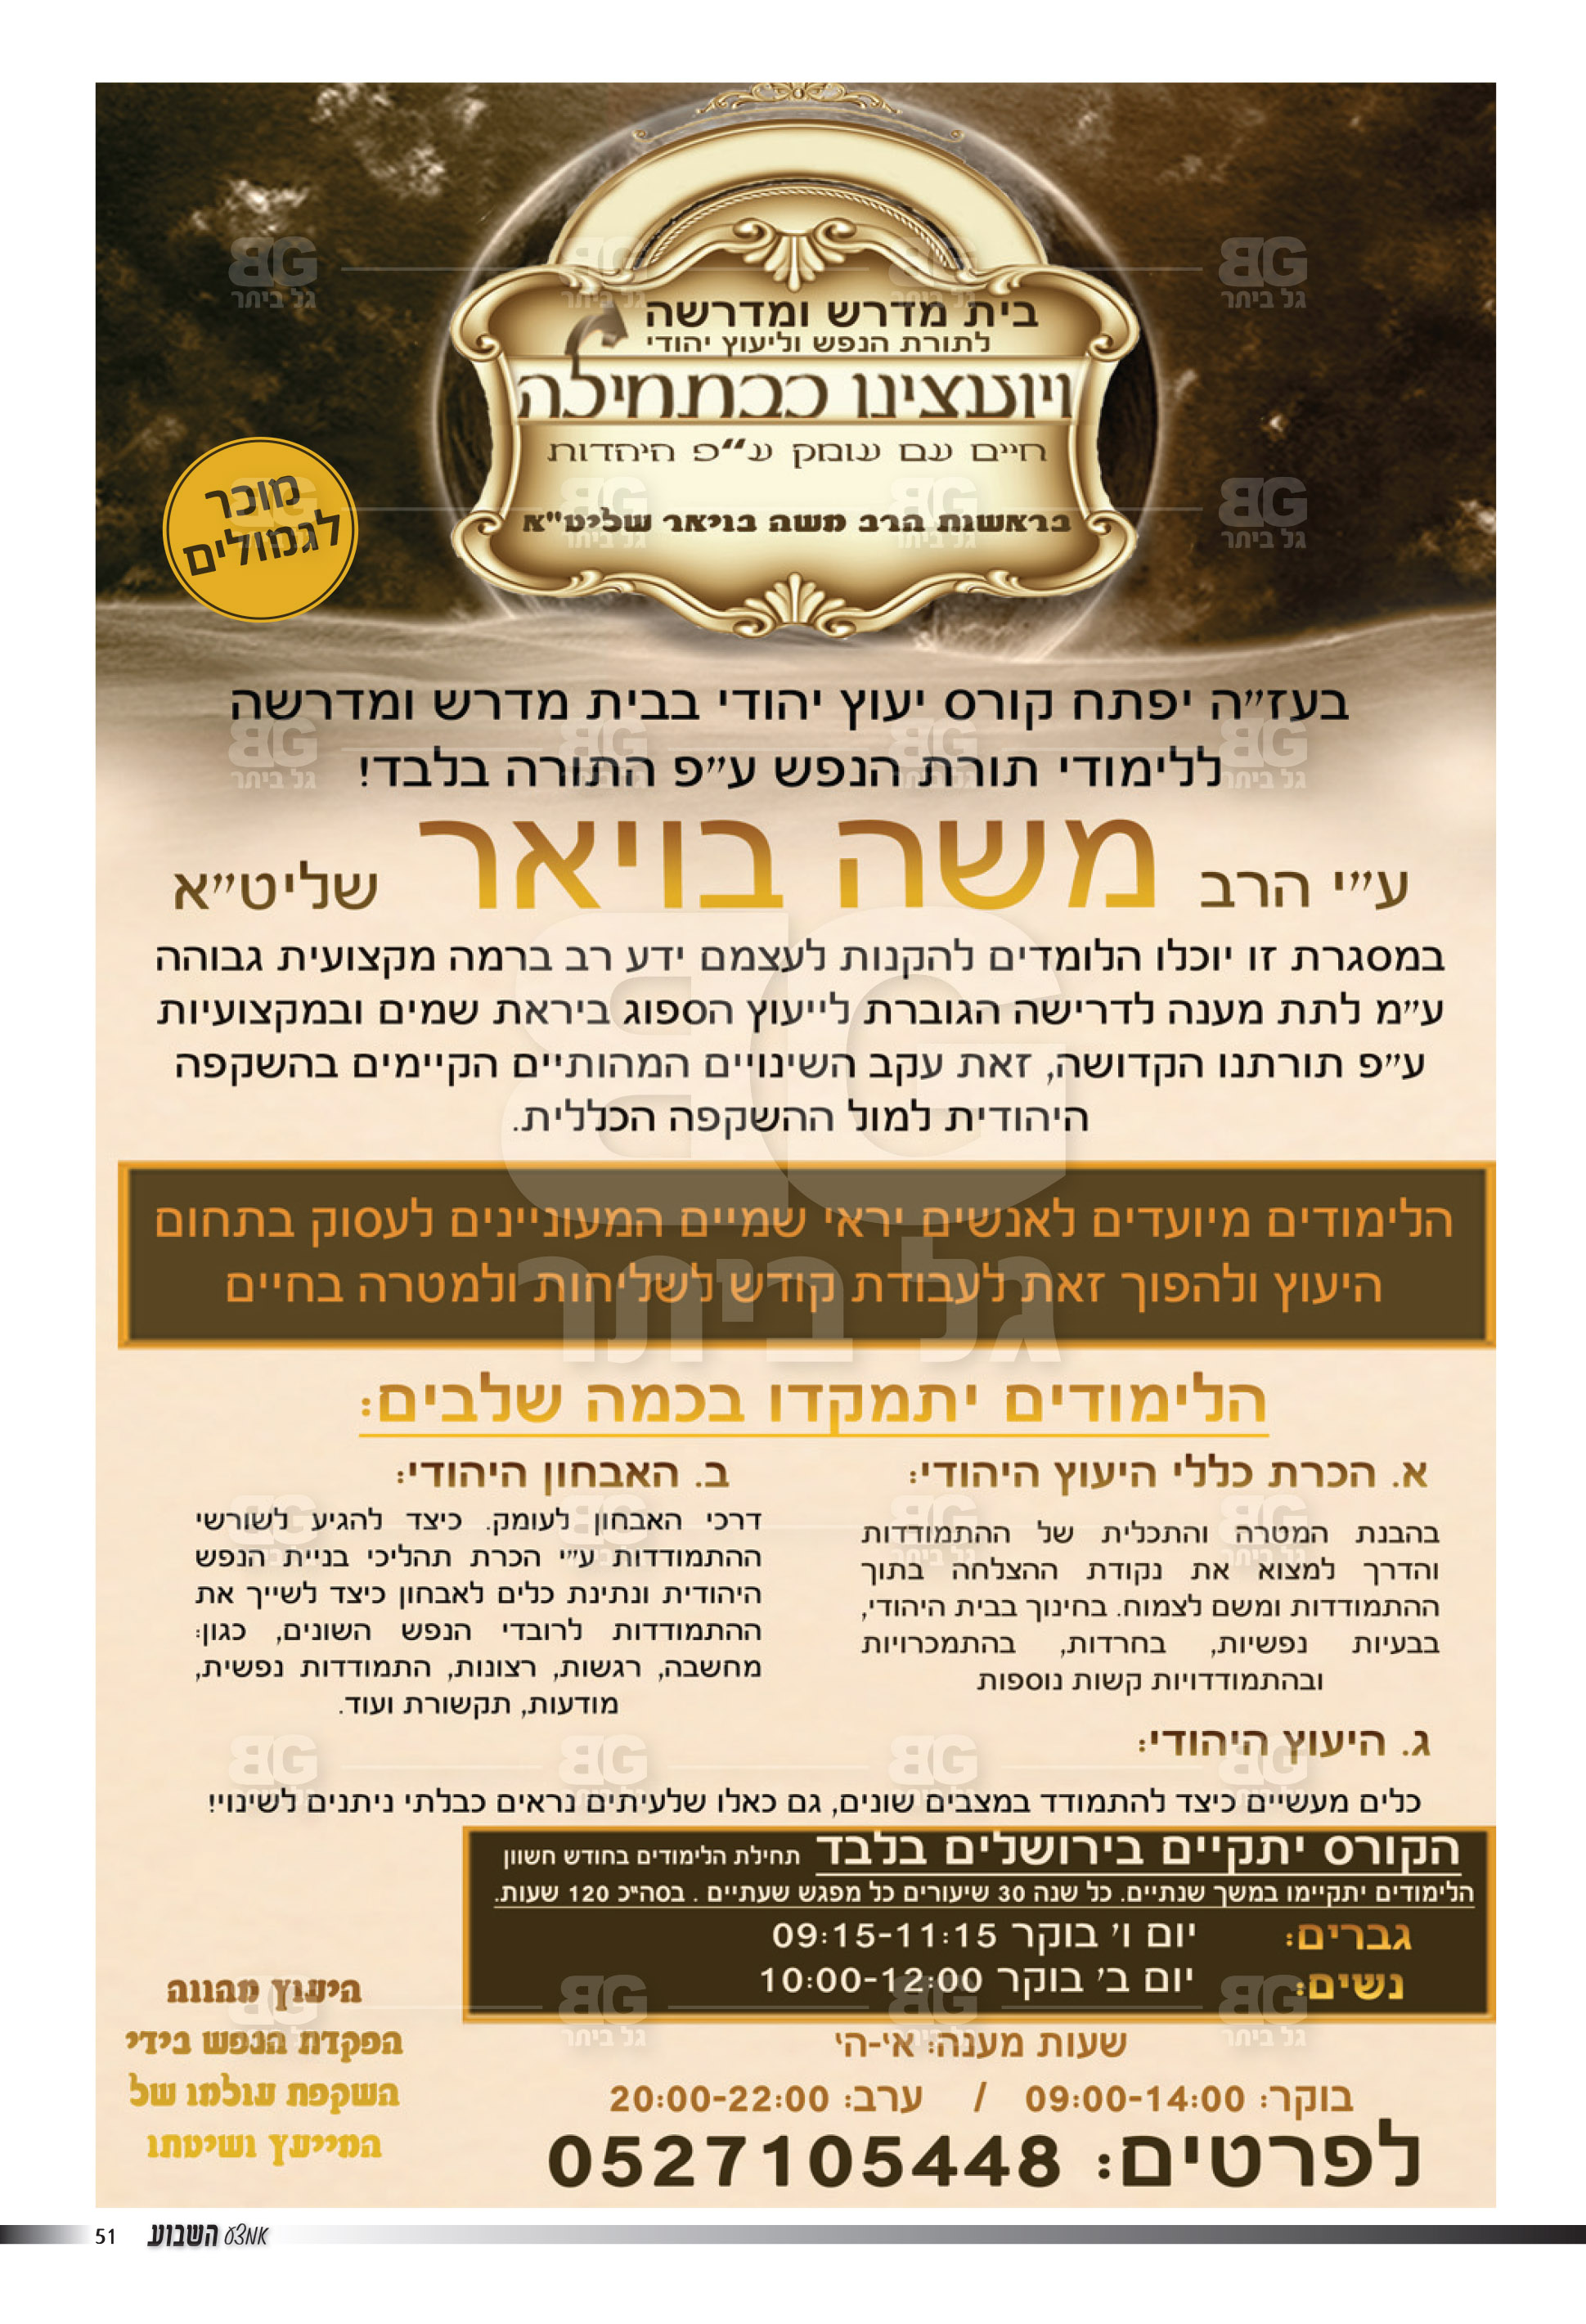 בית מדרש ומדרשה
לתורת הנפש וליעוץ יהודי
ויועצינו ככתחילה
חיים עם עומק ע"פ היהדות
בראשות הרב משה בויאר שליט"א
מוכר
לגמולים
בעז״ה יפתח קורס יעוץ יהודי בבית מדרש ומדרשה
ללימודי תורת הנפש ע״פ התורה בלבד!
ע״י הרב משה בויאר שליט״א
במסגרת זו יוכלו הלומדים להקנות לעצמם ידע רב ברמה מקצועית גבוהה
ע״מ לתת מענה לדרישה הגוברת לייעוץ הספוג ביראת שמים ובמקצועיות
ע״פ תורתנו הקדושה, זאת עקב השינויים המהותיים הקיימים בהשקפה
היהודית למול ההשקפה הכללית.
הלימודים מיועדים לאנשים יראי שמיים המעוניינים לעסוק בתחום
היעוץ ולהפוך זאת לעבודת קודש לשליחות ולמטרה בחיים
הלימודים יתמקדו בכמה שלבים:
א. הכרת כללי היעוץ היהודי:
בהבנת המטרה והתכלית של ההתמודדות
והדרך למצוא את נקודת ההצלחה בתוך
ההתמודדות ומשם לצמוח. בחינוך בבית היהודי,
בבעיות נפשיות, בחרדות, בהתמכרויות
ובהתמודדויות קשות נוספות
ב. האבחון היהודי:
דרכי האבחון לעומק. כיצד להגיע לשורשי
ההתמודדות ע״י הכרת תהליכי בניית הנפש
היהודית ונתינת כלים לאבחון כיצד לשייך את
ההתמודדות לרובדי הנפש השונים, כגון:
מחשבה, רגשות, רצונות, התמודדות נפשית,
מודעות, תקשורת ועוד.
ג. היעוץ היהודי:
כלים מעשיים כיצד להתמודד במצבים שונים, גם כאלו שלעיתים נראים כבלתי ניתנים לשינוי!
הקורס יתקיים בירושלים בלבד תחילת הלימודים בחודש חשוון
הלימודים יתקיימו במשך שנתיים. כל שנה 30 שיעורים כל מפגש שעתיים . בסה״כ 120 שעות.
גברים: יום ו׳ בוקר 09:15-11:15
נשים: יום ב׳ בוקר 10:00-12:00
שעות מענה: א׳-ה׳
בוקר: 09:00-14:00 / ערב: 20:00-22:00
לפרטים: 0527105448
היעוץ מהווה
הפקדת הנפש בידי
השקפת עולמו של
המייעץ ושיטתו
BG
גל ביתר
51 אמצע השבוע